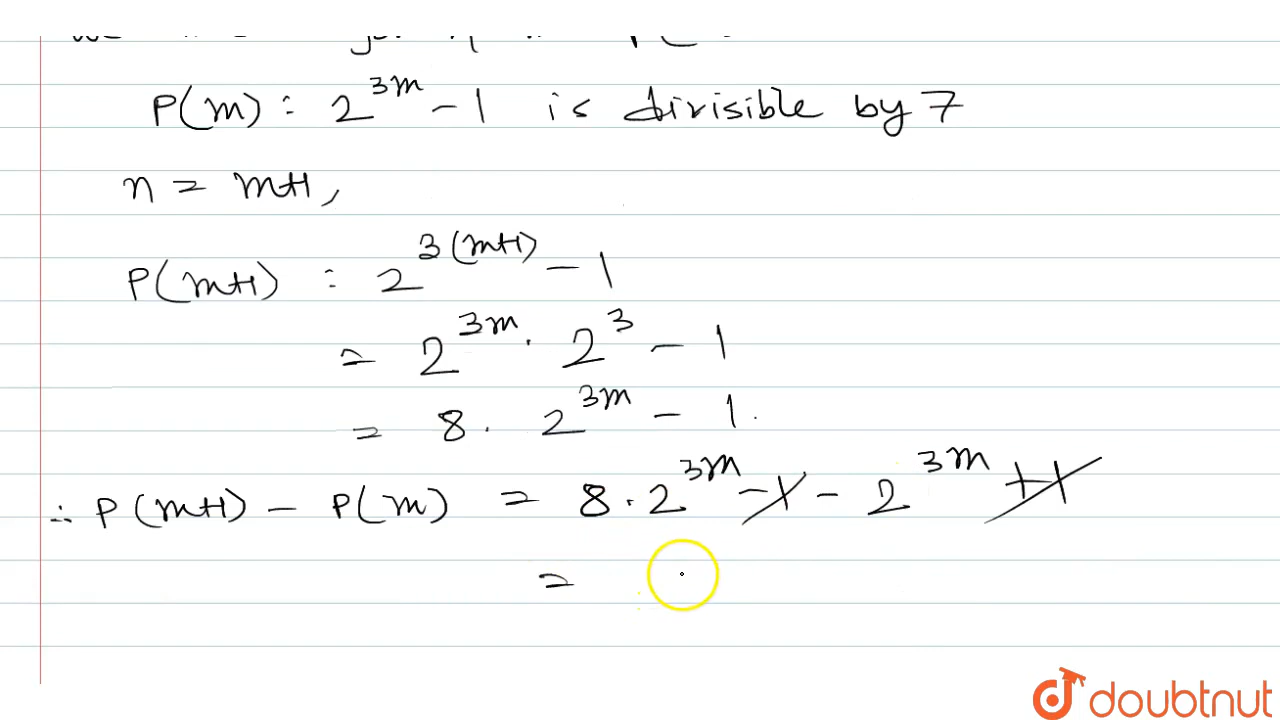 P(m): 2^{3m} - 1 is divisible by 7
n = m+1,
P(m+1) : 2^{3(m+1)} - 1
= 2^{3m} · 2^3 - 1
= 8 · 2^{3m} - 1.
∴ P(m+1) - P(m) = 8 · 2^{3m} - 1 - 2^{3m} + 1
=
doubtnut